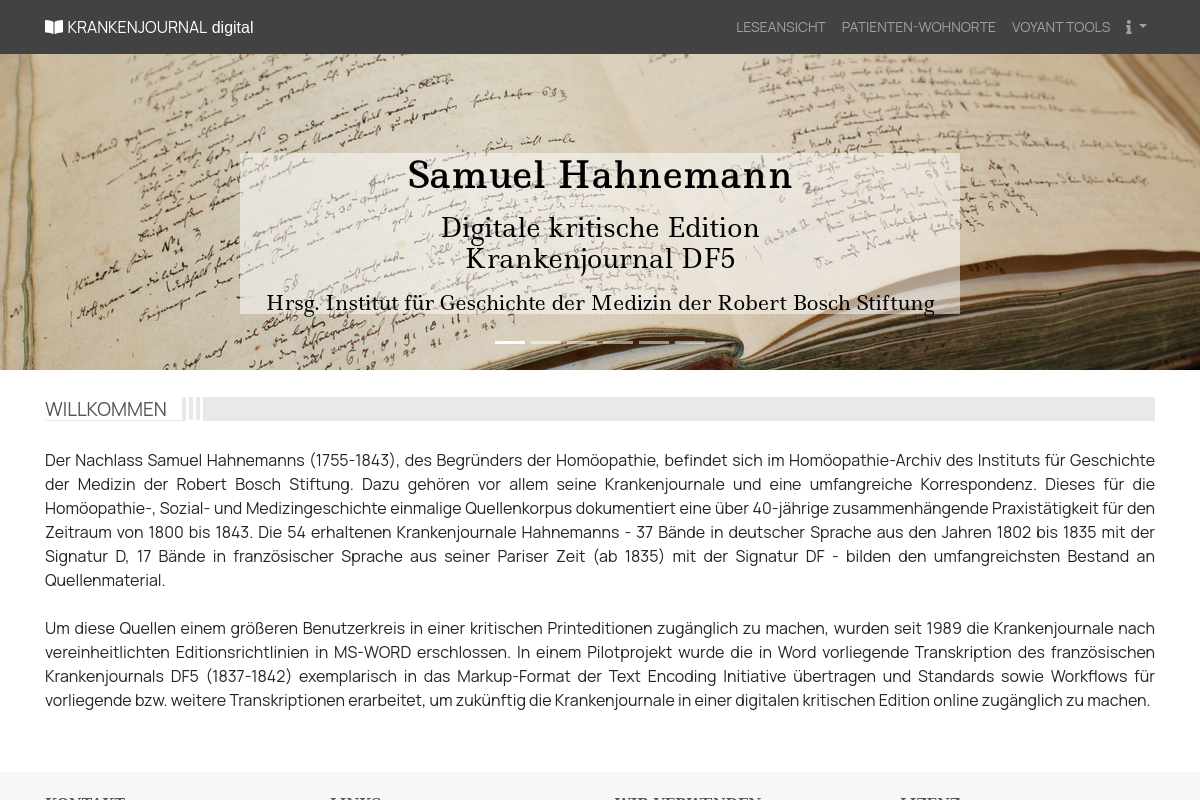 KRANKENJOURNAL digital
LESEANSICHT PATIENTEN-WOHNORTE VOYANT TOOLS
Samuel Hahnemann
Digitale kritische Edition
Krankenjournal DF5
Hrsg. Institut für Geschichte der Medizin der Robert Bosch Stiftung
WILLKOMMEN
Der Nachlass Samuel Hahnemanns (1755-1843), des Begründers der Homöopathie, befindet sich im Homöopathie-Archiv des Instituts für Geschichte
der Medizin der Robert Bosch Stiftung. Dazu gehören vor allem seine Krankenjournale und eine umfangreiche Korrespondenz. Dieses für die
Homöopathie-, Sozial- und Medizingeschichte einmalige Quellenkorpus dokumentiert eine über 40-jährige zusammenhängende Praxistätigkeit für den
Zeitraum von 1800 bis 1843. Die 54 erhaltenen Krankenjournale Hahnemanns - 37 Bände in deutscher Sprache aus den Jahren 1802 bis 1835 mit der
Signatur D, 17 Bände in französischer Sprache aus seiner Pariser Zeit (ab 1835) mit der Signatur DF - bilden den umfangreichsten Bestand an
Quellenmaterial.
Um diese Quellen einem größeren Benutzerkreis in einer kritischen Printeditionen zugänglich zu machen, wurden seit 1989 die Krankenjournale nach
vereinheitlichten Editionsrichtlinien in MS-WORD erschlossen. In einem Pilotprojekt wurde die in Word vorliegende Transkription des französischen
Krankenjournals DF5 (1837-1842) exemplarisch in das Markup-Format der Text Encoding Initiative übertragen und Standards sowie Workflows für
vorliegende bzw. weitere Transkriptionen erarbeitet, um zukünftig die Krankenjournale in einer digitalen kritischen Edition online zugänglich zu machen.
KONTAKT LINKS WIR VERWENDEN LIZENZ